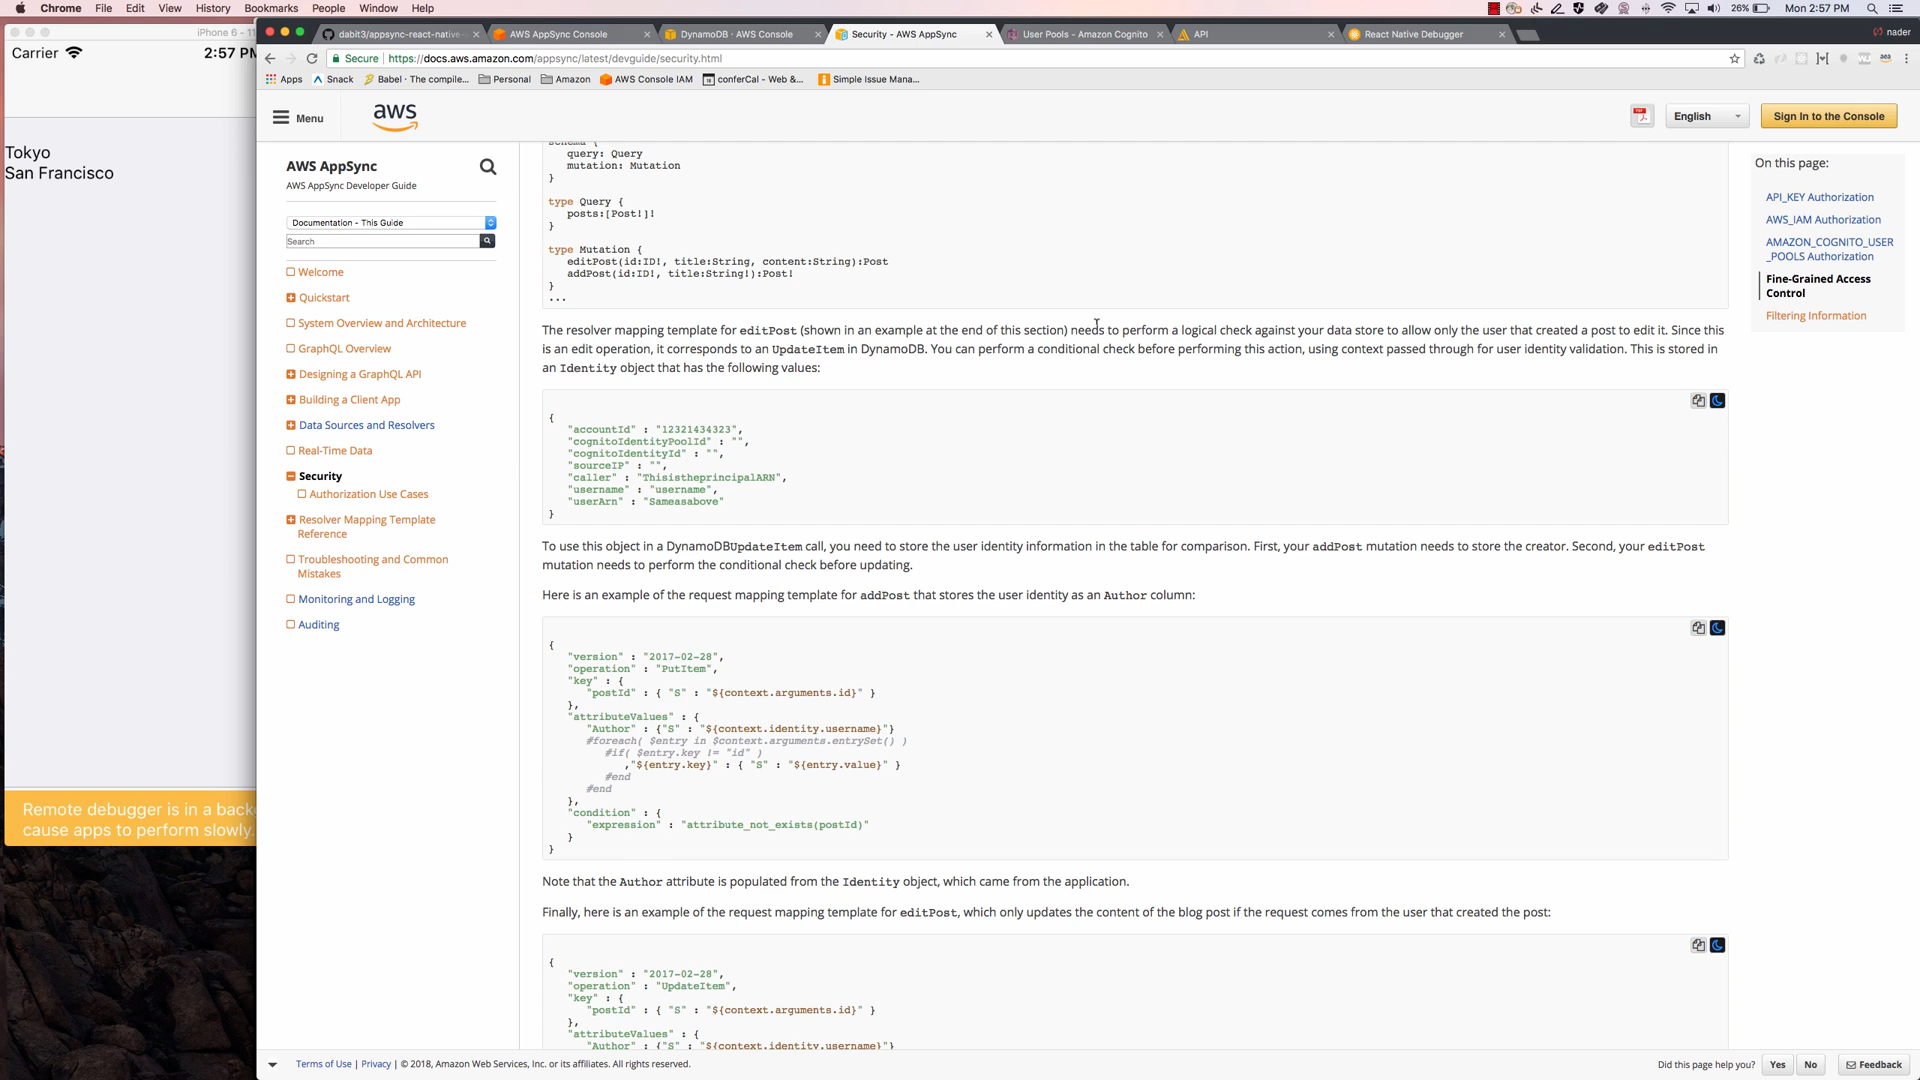 Chrome File Edit View History Bookmarks People Window Help
26% Mon 2:57 PM
iPhone 6 - 11
Carrier 2:57 PM
Tokyo
San Francisco
Remote debugger is in a back
cause apps to perform slowly.
dabit3/appsync-react-native- AWS AppSync Console DynamoDB · AWS Console Security - AWS AppSync User Pools - Amazon Cognito API React Native Debugger nader
Secure https://docs.aws.amazon.com/appsync/latest/devguide/security.html
Apps Snack Babel · The compile... Personal Amazon AWS Console IAM conferCal - Web &... Simple Issue Mana...
Menu aws English Sign In to the Console
AWS AppSync
AWS AppSync Developer Guide
Documentation - This Guide
Search
Welcome
Quickstart
System Overview and Architecture
GraphQL Overview
Designing a GraphQL API
Building a Client App
Data Sources and Resolvers
Real-Time Data
Security
Authorization Use Cases
Resolver Mapping Template
Reference
Troubleshooting and Common
Mistakes
Monitoring and Logging
Auditing
schema {
query: Query
mutation: Mutation
}
type Query {
posts:[Post!]!
}
type Mutation {
editPost(id:ID!, title:String, content:String):Post
addPost(id:ID!, title:String!):Post!
}
...
The resolver mapping template for editPost (shown in an example at the end of this section) needs to perform a logical check against your data store to allow only the user that created a post to edit it. Since this
is an edit operation, it corresponds to an UpdateItem in DynamoDB. You can perform a conditional check before performing this action, using context passed through for user identity validation. This is stored in
an Identity object that has the following values:
{
"accountId" : "12321434323",
"cognitoIdentityPoolId" : "",
"cognitoIdentityId" : "",
"sourceIP" : "",
"caller" : "ThisistheprincipalARN",
"username" : "username",
"userArn" : "Sameasabove"
}
To use this object in a DynamoDBUpdateItem call, you need to store the user identity information in the table for comparison. First, your addPost mutation needs to store the creator. Second, your editPost
mutation needs to perform the conditional check before updating.
Here is an example of the request mapping template for addPost that stores the user identity as an Author column:
{
"version" : "2017-02-28",
"operation" : "PutItem",
"key" : {
"postId" : { "S" : "${context.arguments.id}" }
},
"attributeValues" : {
"Author" : {"S" : "${context.identity.username}"}
#foreach( $entry in $context.arguments.entrySet() )
#if( $entry.key != "id" )
,"${entry.key}" : { "S" : "${entry.value}" }
#end
#end
},
"condition" : {
"expression" : "attribute_not_exists(postId)"
}
}
Note that the Author attribute is populated from the Identity object, which came from the application.
Finally, here is an example of the request mapping template for editPost, which only updates the content of the blog post if the request comes from the user that created the post:
{
"version" : "2017-02-28",
"operation" : "UpdateItem",
"key" : {
"postId" : { "S" : "${context.arguments.id}" }
},
"attributeValues" : {
"Author" : {"S" : "${context.identity.username}"}
On this page:
API_KEY Authorization
AWS_IAM Authorization
AMAZON_COGNITO_USER
_POOLS Authorization
Fine-Grained Access
Control
Filtering Information
Terms of Use | Privacy | © 2018, Amazon Web Services, Inc. or its affiliates. All rights reserved.
Did this page help you? Yes No Feedback